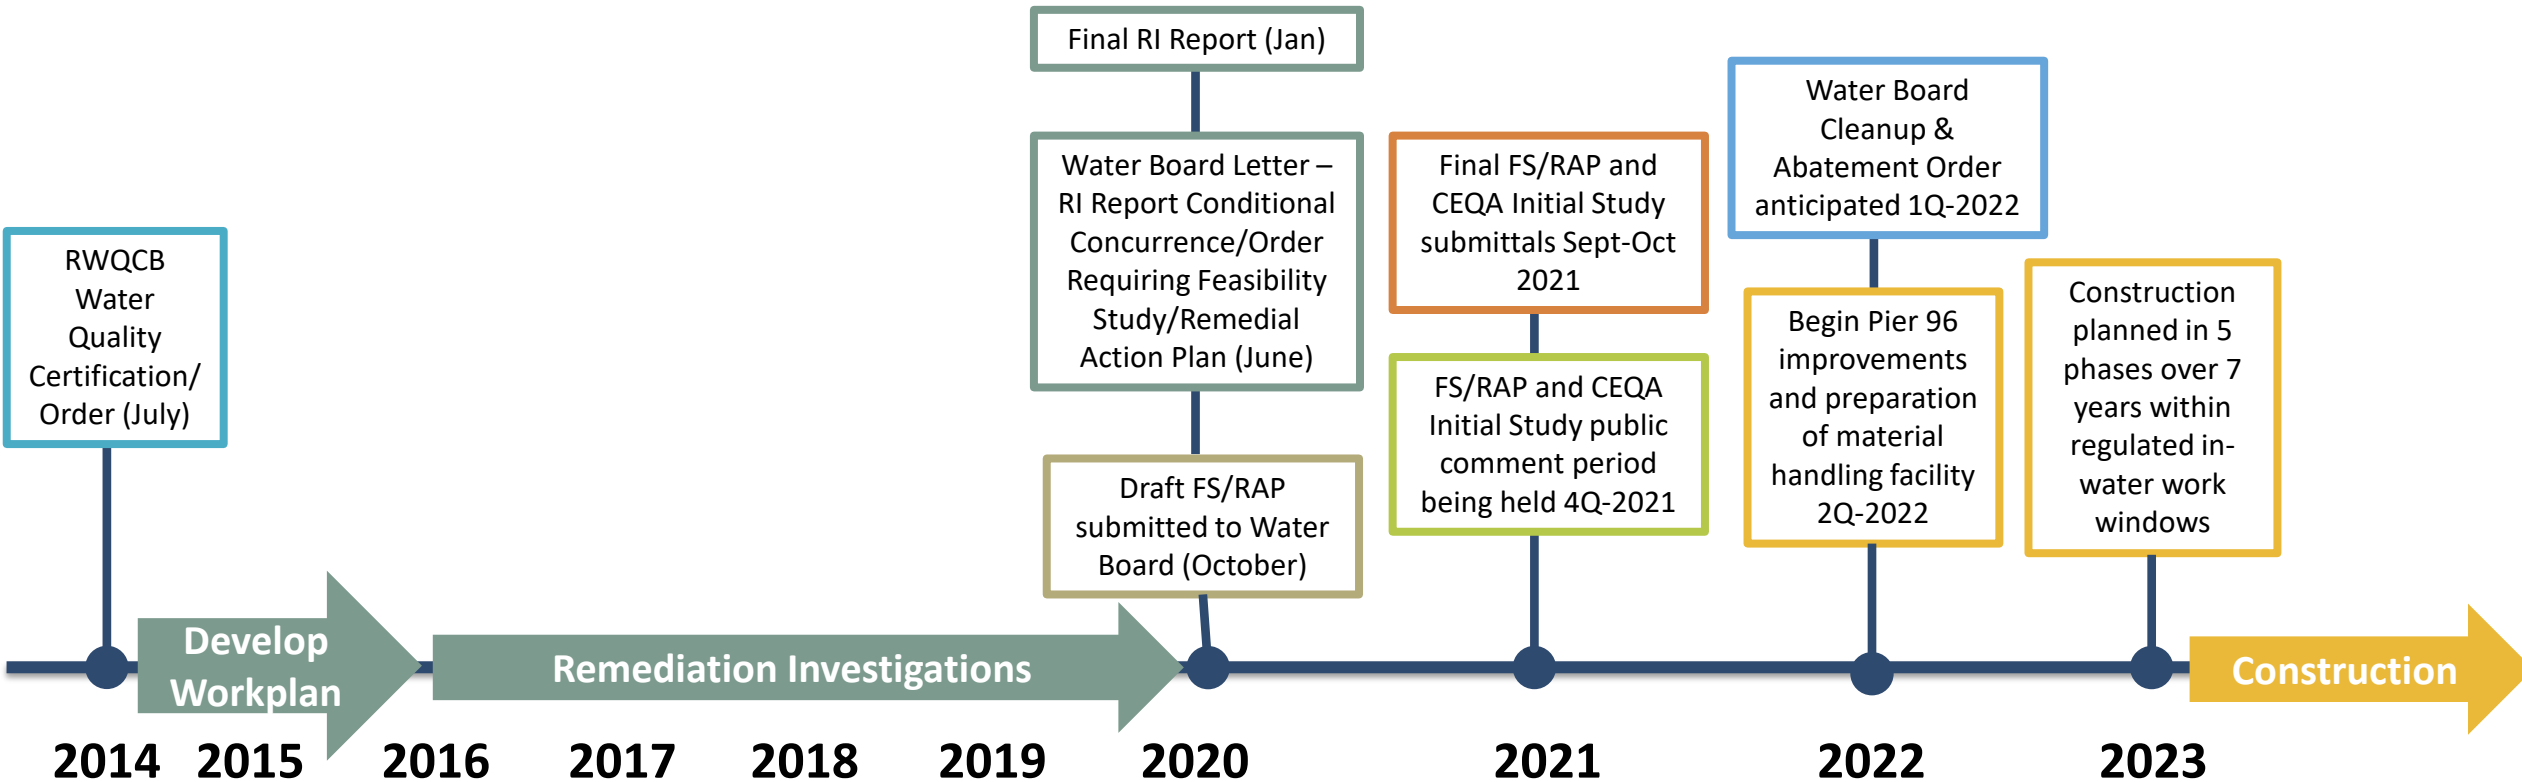 Final RI Report (Jan)
Water Board Letter –
RI Report Conditional
Concurrence/Order
Requiring Feasibility
Study/Remedial
Action Plan (June)
Draft FS/RAP
submitted to Water
Board (October)
RWQCB
Water
Quality
Certification/
Order (July)
Final FS/RAP and
CEQA Initial Study
submittals Sept-Oct
2021
FS/RAP and CEQA
Initial Study public
comment period
being held 4Q-2021
Water Board
Cleanup &
Abatement Order
anticipated 1Q-2022
Begin Pier 96
improvements
and preparation
of material
handling facility
2Q-2022
Construction
planned in 5
phases over 7
years within
regulated in-
water work
windows
Develop
Workplan
Remediation Investigations
Construction
2014 2015 2016 2017 2018 2019 2020 2021 2022 2023